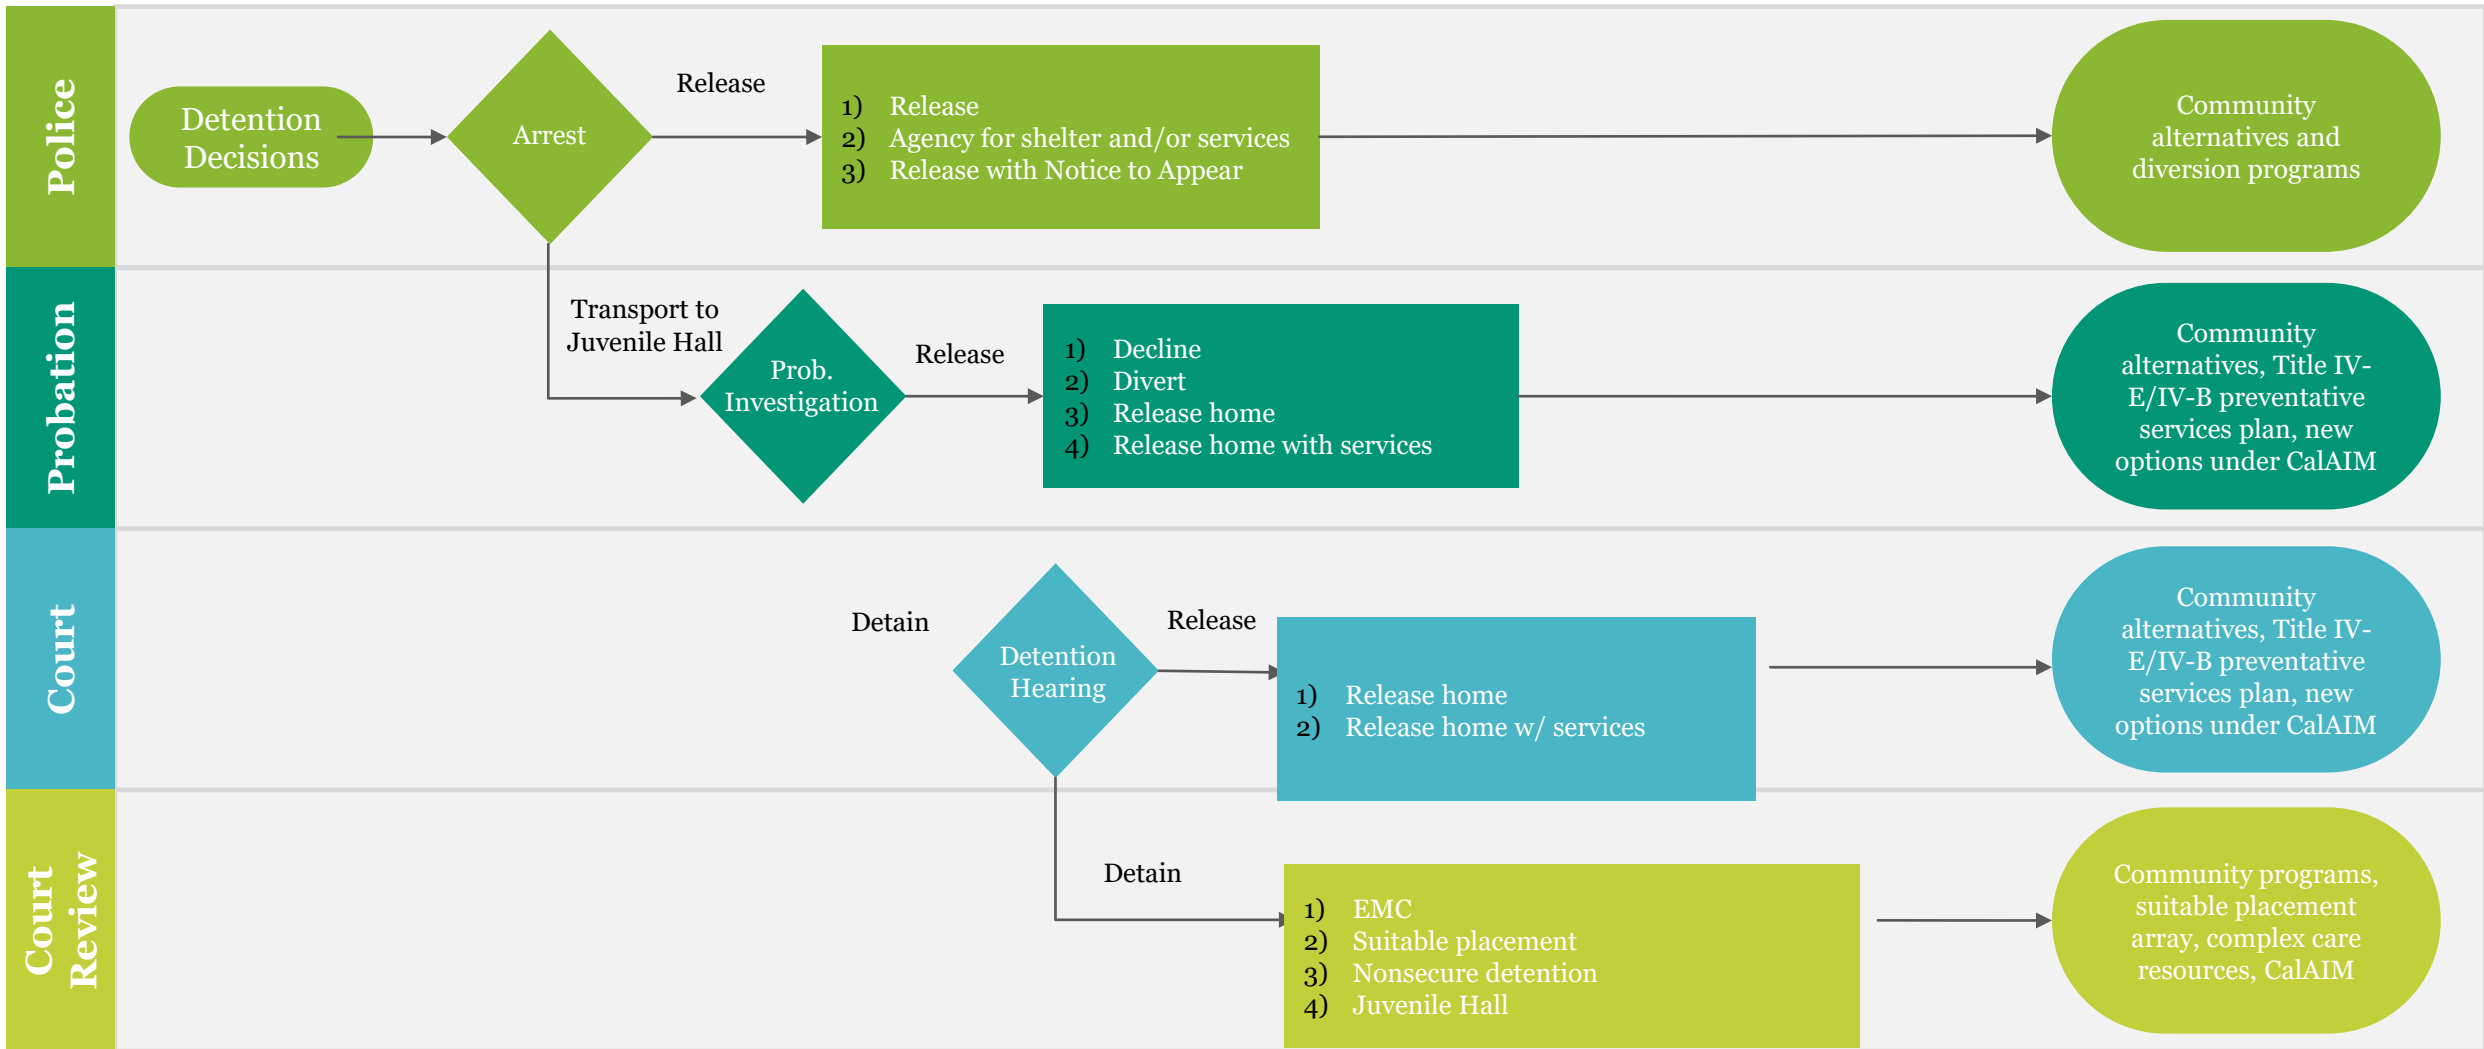 Police
Detention
Decisions
Arrest
Release
1) Release
2) Agency for shelter and/or services
3) Release with Notice to Appear
Community
alternatives and
diversion programs
Probation
Transport to
Juvenile Hall
Prob.
Investigation
Release
1) Decline
2) Divert
3) Release home
4) Release home with services
Community
alternatives, Title IV-
E/IV-B preventative
services plan, new
options under CalAIM
Court
Detain
Detention
Hearing
Release
1) Release home
2) Release home w/ services
Community
alternatives, Title IV-
E/IV-B preventative
services plan, new
options under CalAIM
Court
Review
Detain
1) EMC
2) Suitable placement
3) Nonsecure detention
4) Juvenile Hall
Community programs,
suitable placement
array, complex care
resources, CalAIM